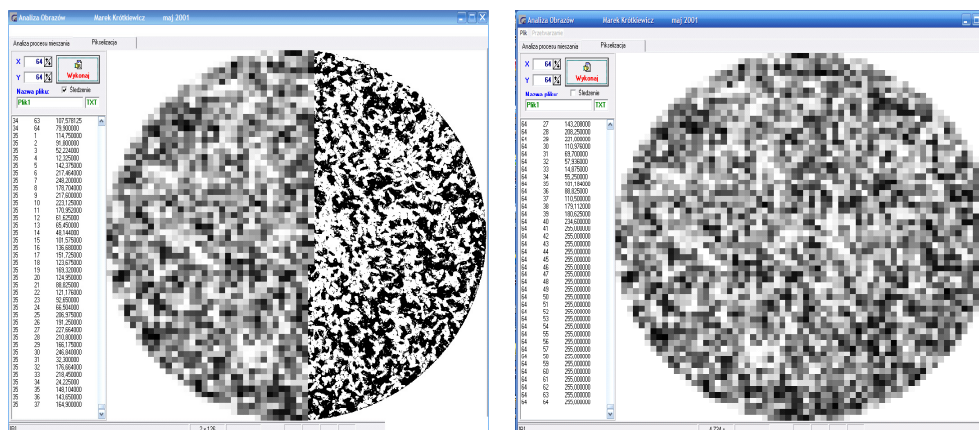 Analiza Obrazów Marek Krótkiewicz maj 2001
Analiza procesu mieszania Pikselizacja
X 64
Y 64
Wykonaj
Nazwa pliku: Śledzenie
Plik1 TXT
34 63 107,578125
34 64 79,900000
35 1 114,750000
35 2 91,800000
35 3 52,224000
35 4 12,325000
35 5 142,375000
35 6 217,464000
35 7 248,200000
35 8 178,704000
35 9 217,600000
35 10 223,125000
35 11 170,952000
35 12 61,625000
35 13 65,450000
35 14 48,144000
35 15 101,575000
35 16 136,680000
35 17 151,725000
35 18 123,675000
35 19 169,320000
35 20 124,950000
35 21 88,825000
35 22 121,176000
35 23 92,650000
35 24 66,504000
35 25 206,975000
35 26 191,250000
35 27 227,664000
35 28 210,800000
35 29 166,175000
35 30 246,840000
35 31 32,300000
35 32 176,664000
35 33 218,450000
35 34 24,225000
35 35 148,104000
35 36 143,650000
35 37 164,900000
Analiza Obrazów Marek Krótkiewicz maj 2001
Plik Przetwarzanie
Analiza procesu mieszania Pikselizacja
X 64
Y 64
Wykonaj
Nazwa pliku: Śledzenie
Plik1 TXT
64 27 143,208000
64 28 208,250000
64 29 221,000000
64 30 110,976000
64 31 69,700000
64 32 57,936000
64 33 14,875000
64 34 55,250000
64 35 101,184000
64 36 88,825000
64 37 110,500000
64 38 179,112000
64 39 180,625000
64 40 234,600000
64 41 255,000000
64 42 255,000000
64 43 255,000000
64 44 255,000000
64 45 255,000000
64 46 255,000000
64 47 255,000000
64 48 255,000000
64 49 255,000000
64 50 255,000000
64 51 255,000000
64 52 255,000000
64 53 255,000000
64 54 255,000000
64 55 255,000000
64 56 255,000000
64 57 255,000000
64 58 255,000000
64 59 255,000000
64 60 255,000000
64 61 255,000000
64 62 255,000000
64 63 255,000000
64 64 255,000000